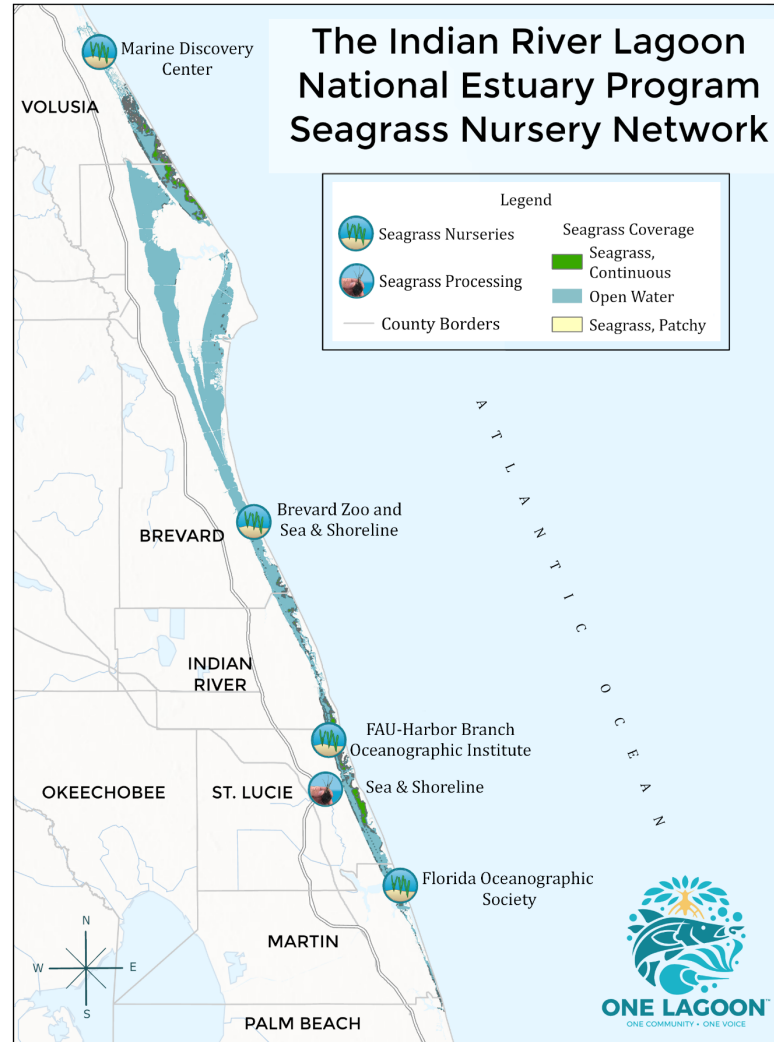 The Indian River Lagoon
National Estuary Program
Seagrass Nursery Network
Marine Discovery
Center
VOLUSIA
Legend
Seagrass Nurseries
Seagrass Processing
County Borders
Seagrass Coverage
Seagrass,
Continuous
Open Water
Seagrass, Patchy
ATLANTIC OCEAN
Brevard Zoo and
Sea & Shoreline
BREVARD
INDIAN
RIVER
FAU-Harbor Branch
Oceanographic Institute
Sea & Shoreline
OKEECHOBEE
ST. LUCIE
Florida Oceanographic
Society
MARTIN
N
W
E
S
PALM BEACH
ONE LAGOON™
ONE COMMUNITY • ONE VOICE